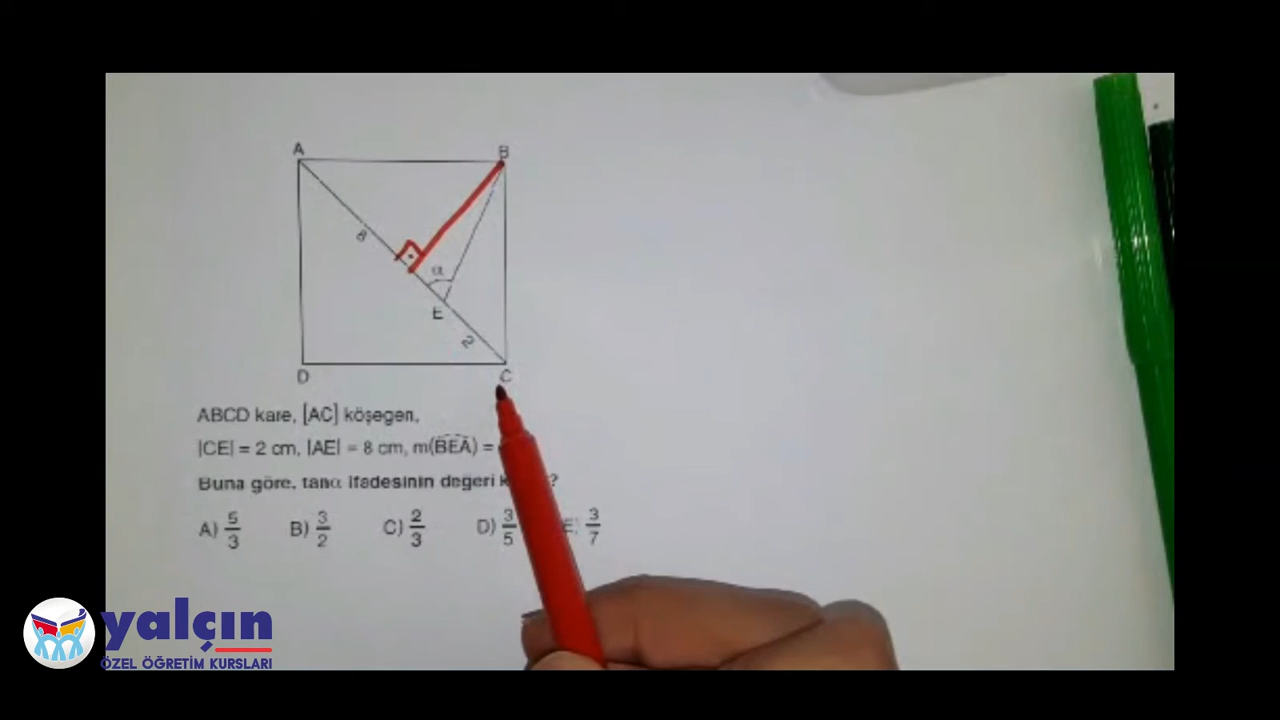 A
B
8
α
E
2
D
C
ABCD kare, [AC] köşegen,
|CE| = 2 cm, |AE| = 8 cm, m(BEA) =
Buna göre, tanα ifadesinin değeri
A) 5/3 B) 3/2 C) 2/3 D) 3/5 E) 3/7
yalçın
ÖZEL ÖĞRETİM KURSLARI